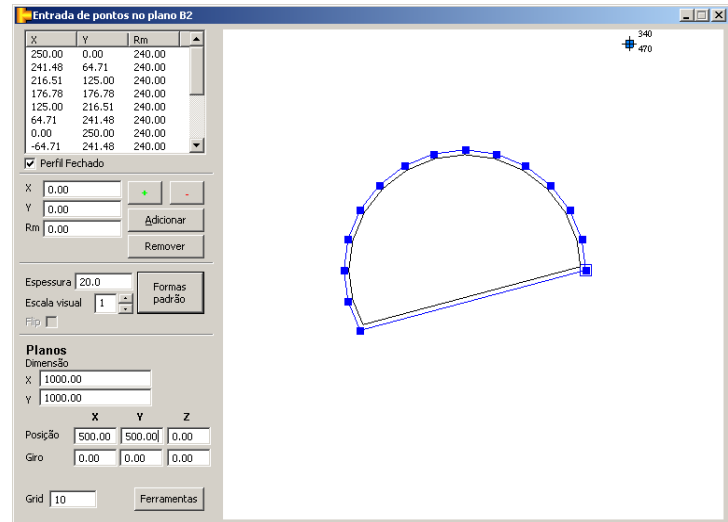 Entrada de pontos no plano B2
X Y Rm
250.00 0.00 240.00
241.48 64.71 240.00
216.51 125.00 240.00
176.78 176.78 240.00
125.00 216.51 240.00
64.71 241.48 240.00
0.00 250.00 240.00
-64.71 241.48 240.00
Perfil Fechado
X 0.00
Y 0.00
Rm 0.00
+ -
Adicionar
Remover
Espessura 20.0
Escala visual 1
Flip
Formas padrão
Planos
Dimensão
X 1000.00
Y 1000.00
X Y Z
Posição 500.00 500.00 0.00
Giro 0.00 0.00 0.00
Grid 10
Ferramentas
340
470